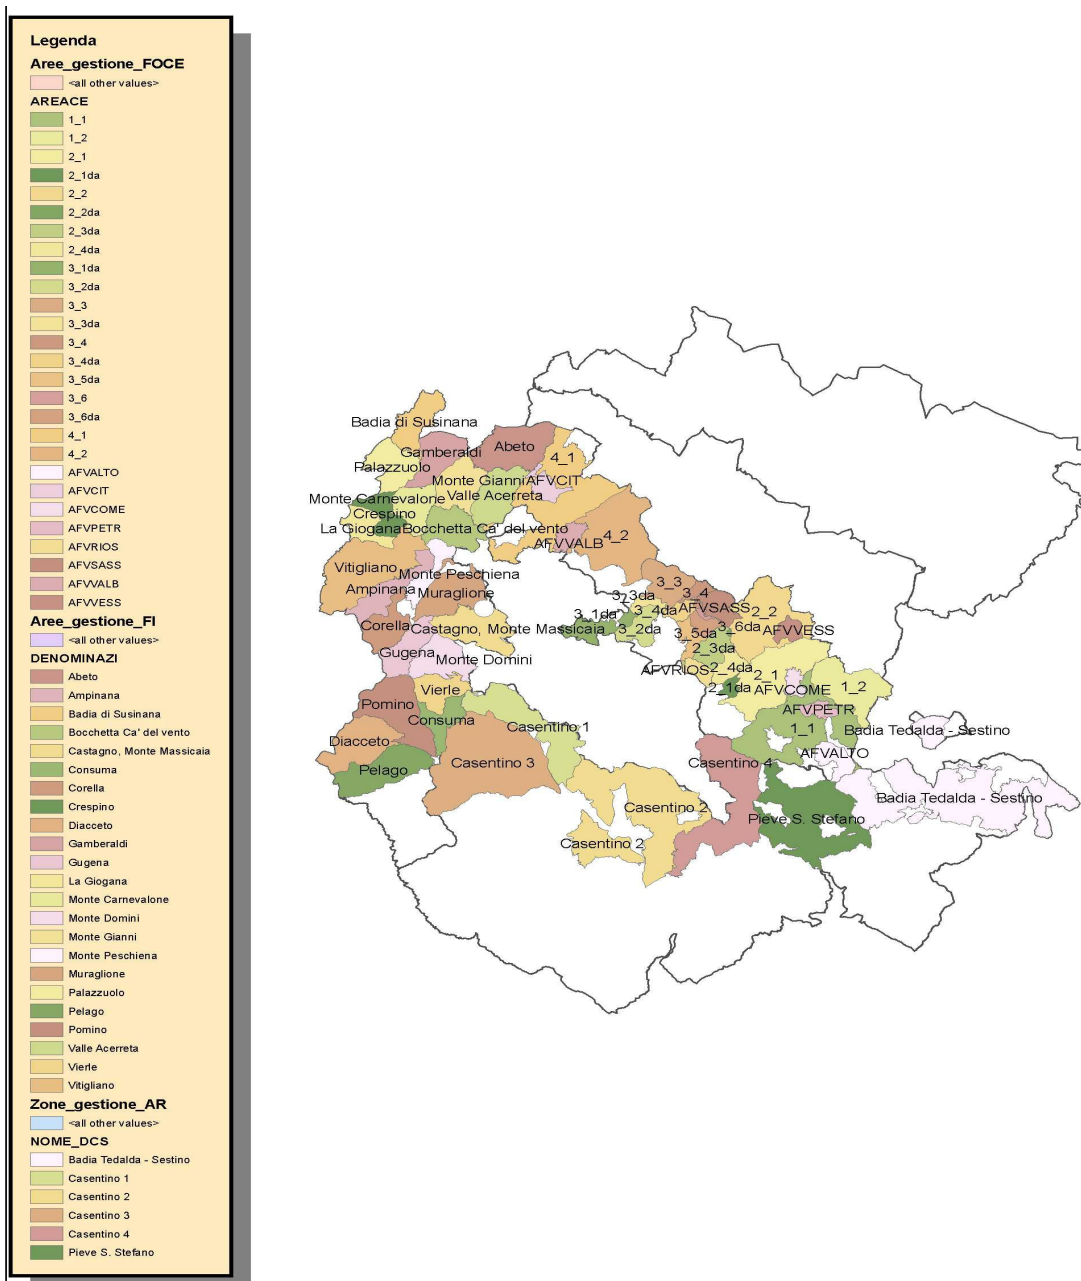 Legenda
Aree_gestione_FOCE
<all other values>
AREACE
1_1
1_2
2_1
2_1da
2_2
2_2da
2_3da
2_4da
3_1da
3_2da
3_3
3_3da
3_4
3_4da
3_5da
3_6
3_6da
4_1
4_2
AFVALTO
AFVCIT
AFVCOME
AFVPETR
AFVRIOS
AFVSASS
AFVVALB
AFVVESS
Aree_gestione_FI
<all other values>
DENOMINAZI
Abeto
Ampinana
Badia di Susinana
Bocchetta Ca' del vento
Castagno, Monte Massicaia
Consuma
Corella
Crespino
Diacceto
Gamberaldi
Gugena
La Giogana
Monte Carnevalone
Monte Domini
Monte Gianni
Monte Peschiena
Muraglione
Palazzuolo
Pelago
Pomino
Valle Acerreta
Vierle
Vitigliano
Zone_gestione_AR
<all other values>
NOME_DCS
Badia Tedalda - Sestino
Casentino 1
Casentino 2
Casentino 3
Casentino 4
Pieve S. Stefano
Badia di Susinana
Gamberaldi
Abeto
Palazzuolo
4_1
Monte Gianni
AFVCIT
Monte Carnevalone
Valle Acerreta
Crespino
La Giogana
Bocchetta Ca' del vento
4_2
AFVVALB
Vitigliano
Monte Peschiena
Ampinana
Muraglione
3_3
3_3da
3_4
3_1da
3_4da
AFVSASS
2_2
Corella
Castagno, Monte Massicaia
3_2da
3_5da
3_6da
AFVVESS
Gugena
2_3da
Monte Domini
AFVRIOS
2_4da
2_1
Vierle
2_1da
AFVCOME
1_2
Pomino
Consuma
AFVPETR
Casentino 1
1_1
Badia Tedalda - Sestino
Diacceto
AFVALTO
Pelago
Casentino 3
Casentino 4
Badia Tedalda - Sestino
Casentino 2
Pieve S. Stefano
Casentino 2